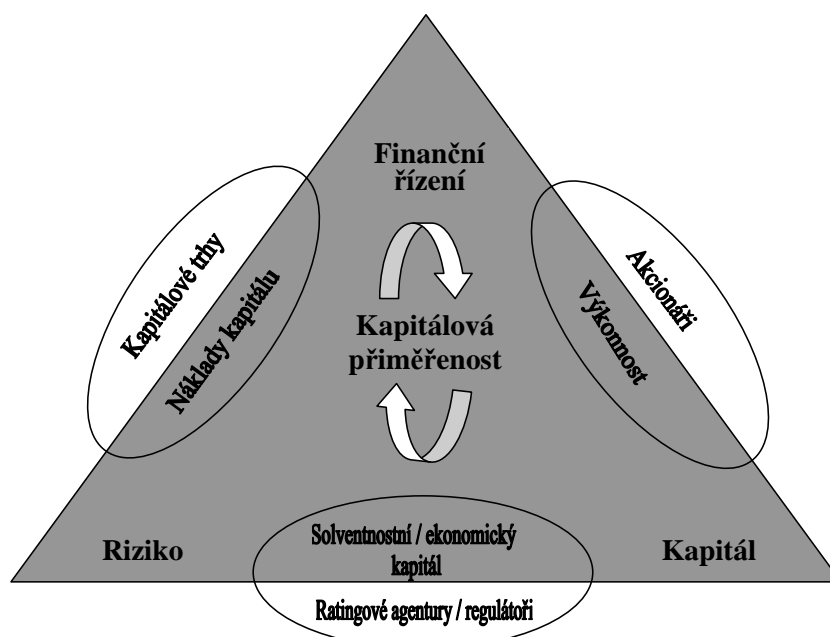 Finanční
řízení
Kapitálové trhy
Náklady kapitálu
Akcionáři
Výkonnost
Kapitálová
přiměřenost
Riziko
Solventnostní / ekonomický
kapitál
Kapitál
Ratingové agentury / regulátoři